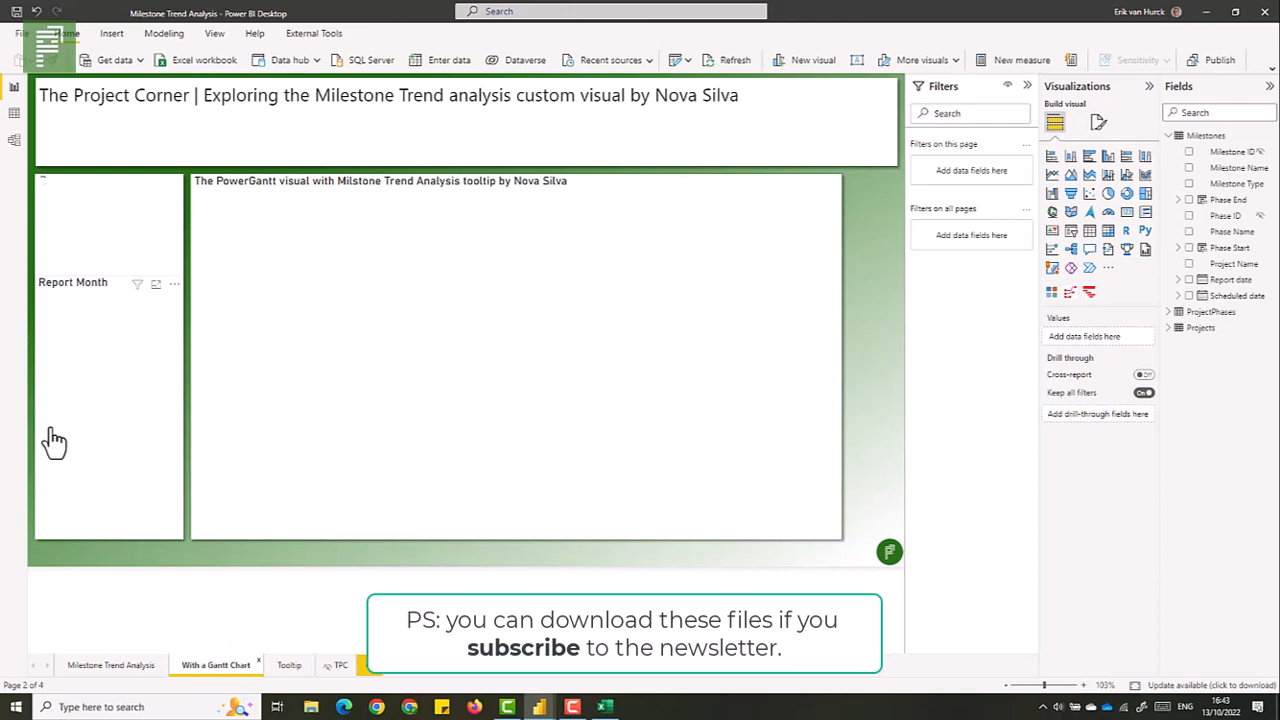 Milestone Trend Analysis - Power BI Desktop
Search
Erik van Hurck
File
Home
Insert
Modeling
View
Help
External Tools
Get data
Excel workbook
Data hub
SQL Server
Enter data
Dataverse
Recent sources
Refresh
New visual
More visuals
New measure
Sensitivity
Publish
The Project Corner | Exploring the Milestone Trend analysis custom visual by Nova Silva
The PowerGantt visual with Milstone Trend Analysis tooltip by Nova Silva
Report Month
Filters
Search
Filters on this page
...
Add data fields here
Filters on all pages
...
Add data fields here
Visualizations
Build visual
R
Py
Values
Add data fields here
Drill through
Cross-report
Off
Keep all filters
On
Add drill-through fields here
Fields
Search
Milestones
Milestone ID
Milestone Name
Milestone Type
Phase End
Phase ID
Phase Name
Phase Start
Project Name
Report date
Scheduled date
ProjectPhases
Projects
PS: you can download these files if you
subscribe to the newsletter.
Milestone Trend Analysis
With a Gantt Chart
x
Tooltip
TPC
Page 2 of 4
- + 103%
Update available (click to download)
Type here to search
ENG
16:43
13/10/2022